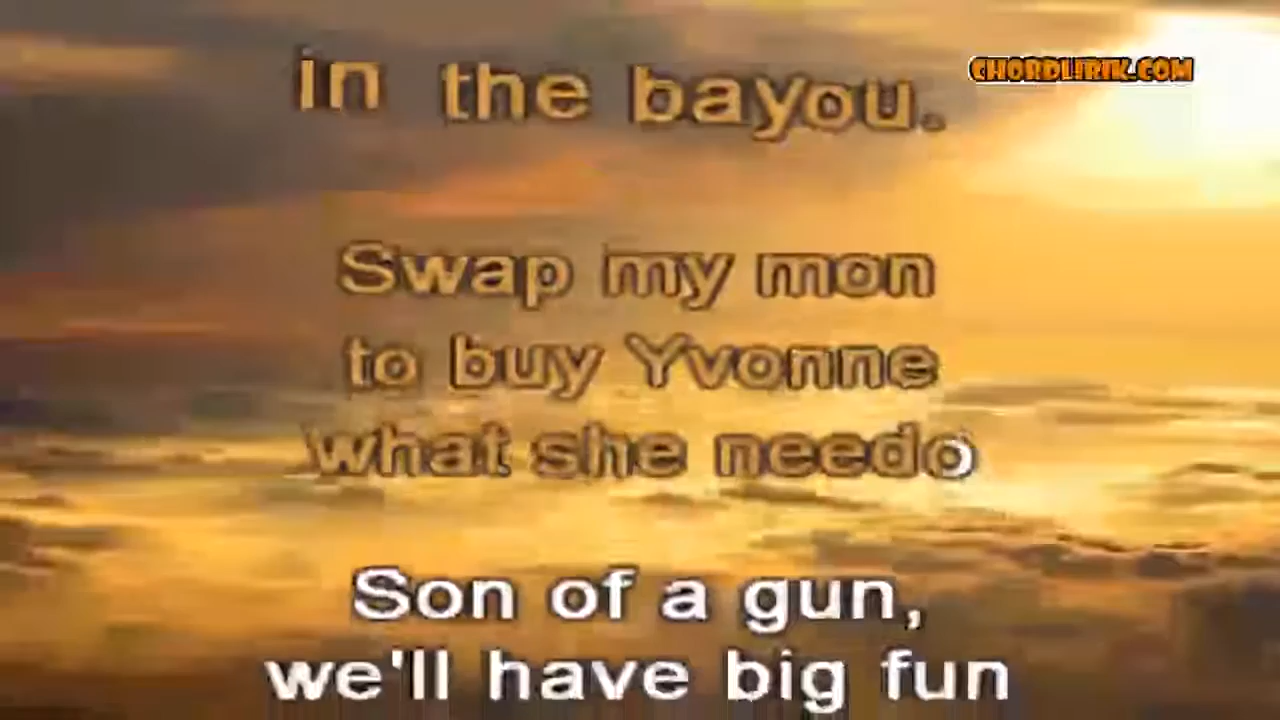 in the bayou.
CHORDLIRIK.COM
Swap my mon
to buy Yvonne
what she needo
Son of a gun,
we'll have big fun